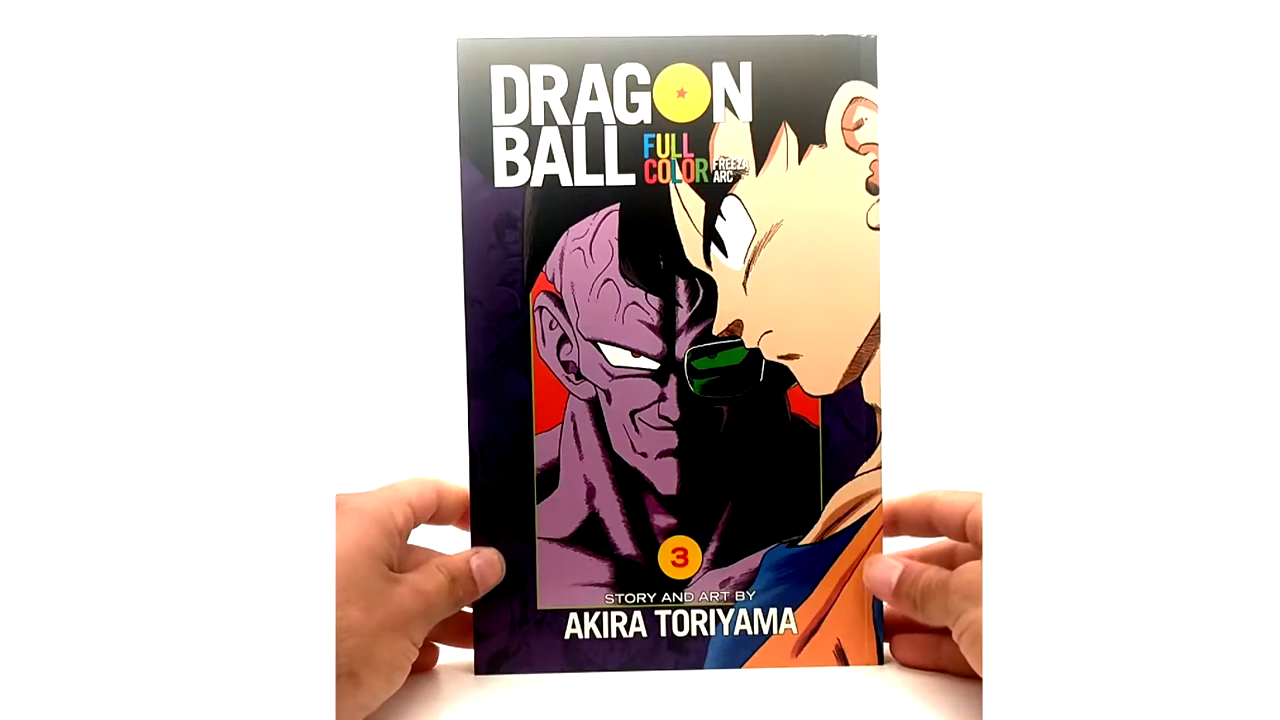 DRAGON
BALL
FULL
COLOR
FREEZA
ARC
3
STORY AND ART BY
AKIRA TORIYAMA